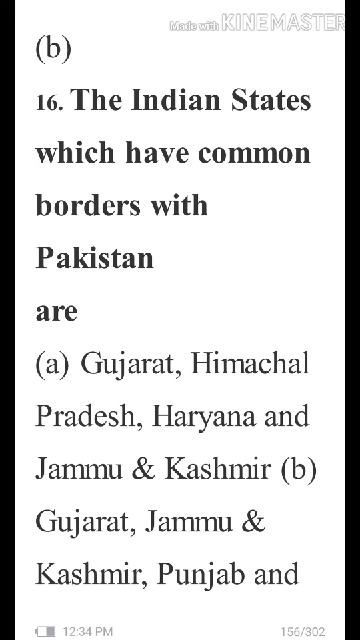 Made with KINEMASTER
(b)
16. The Indian States
which have common
borders with
Pakistan
are
(a) Gujarat, Himachal
Pradesh, Haryana and
Jammu & Kashmir (b)
Gujarat, Jammu &
Kashmir, Punjab and
12:34 PM 156/302